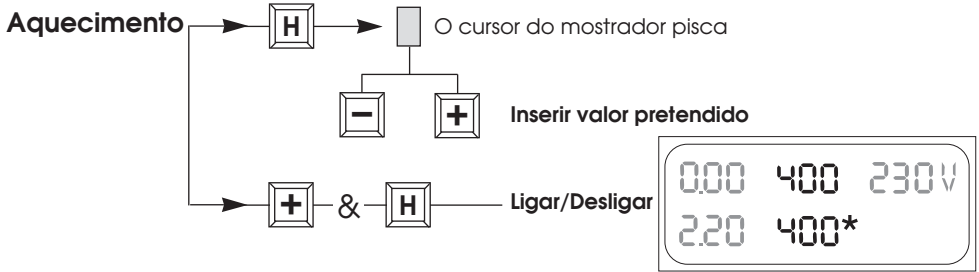 Aquecimento
H
O cursor do mostrador pisca
− +
Inserir valor pretendido
+ & H
Ligar/Desligar
0.00 400 230V
2.20 400*